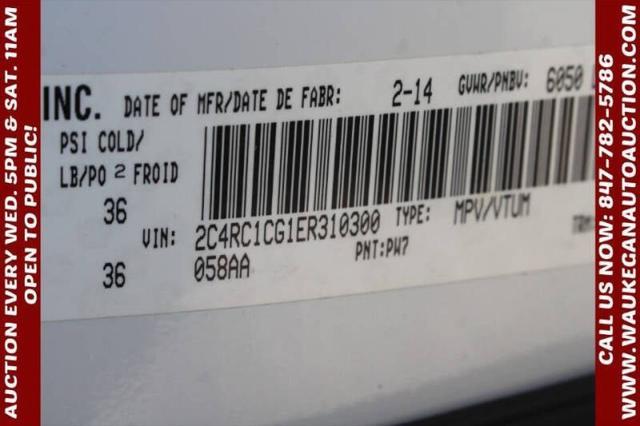 AUCTION EVERY WED. 5PM & SAT. 11AM
OPEN TO PUBLIC!
INC. DATE OF MFR/DATE DE FABR: 2-14 GVWR/PNBV: 6050
PSI COLD/
LB/PO 2 FROID
36
VIN: 2C4RC1CG1ER310300 TYPE: MPV/VTUM
36
058AA PNT:PW7
CALL US NOW: 847-782-5786
WWW.WAUKEGANAUTOAUCTION.COM